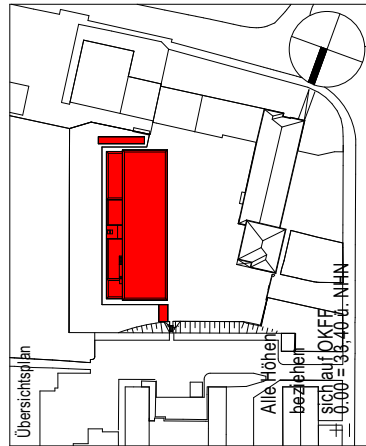 Übersichtsplan
Alle Höhen
beziehen
sich auf OKFF
± 0.00 = 33,40 ü. NHN